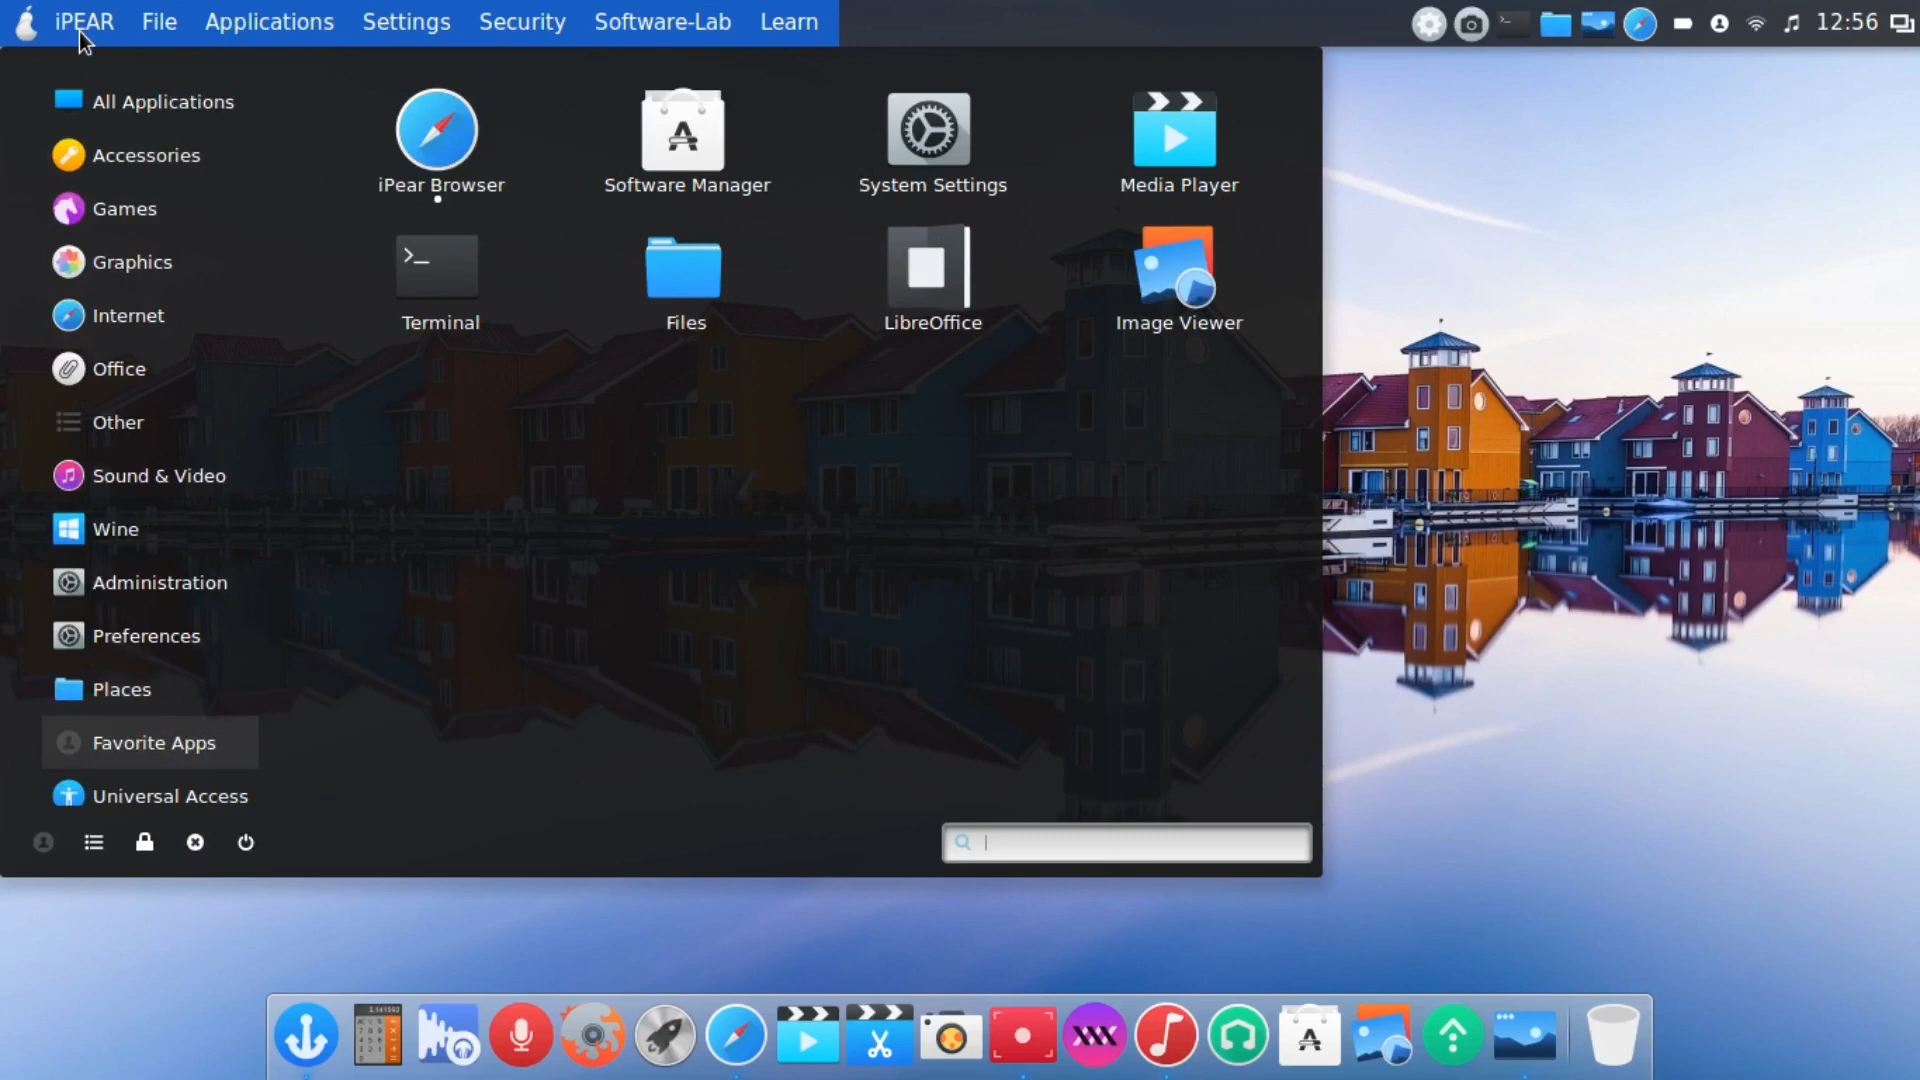 iPEAR File Applications Settings Security Software-Lab Learn 12:56
All Applications
Accessories
Games
Graphics
Internet
Office
Other
Sound & Video
Wine
Administration
Preferences
Places
Favorite Apps
Universal Access
iPear Browser Software Manager System Settings Media Player
Terminal Files LibreOffice Image Viewer